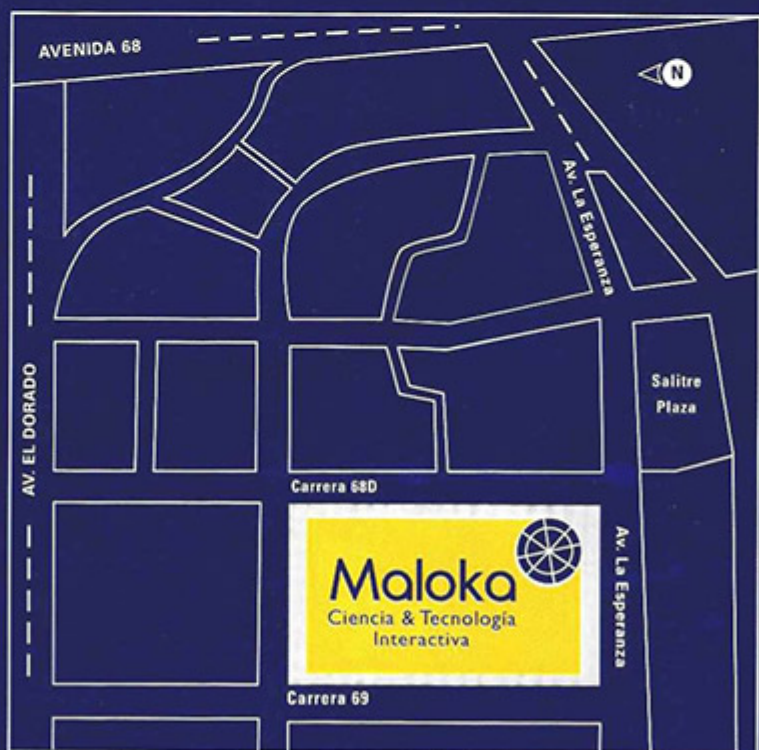 AVENIDA 68
N
Av. La Esperanza
AV. EL DORADO
Salitre
Plaza
Carrera 68D
Maloka
Ciencia & Tecnología
Interactiva
Av. La Esperanza
Carrera 69